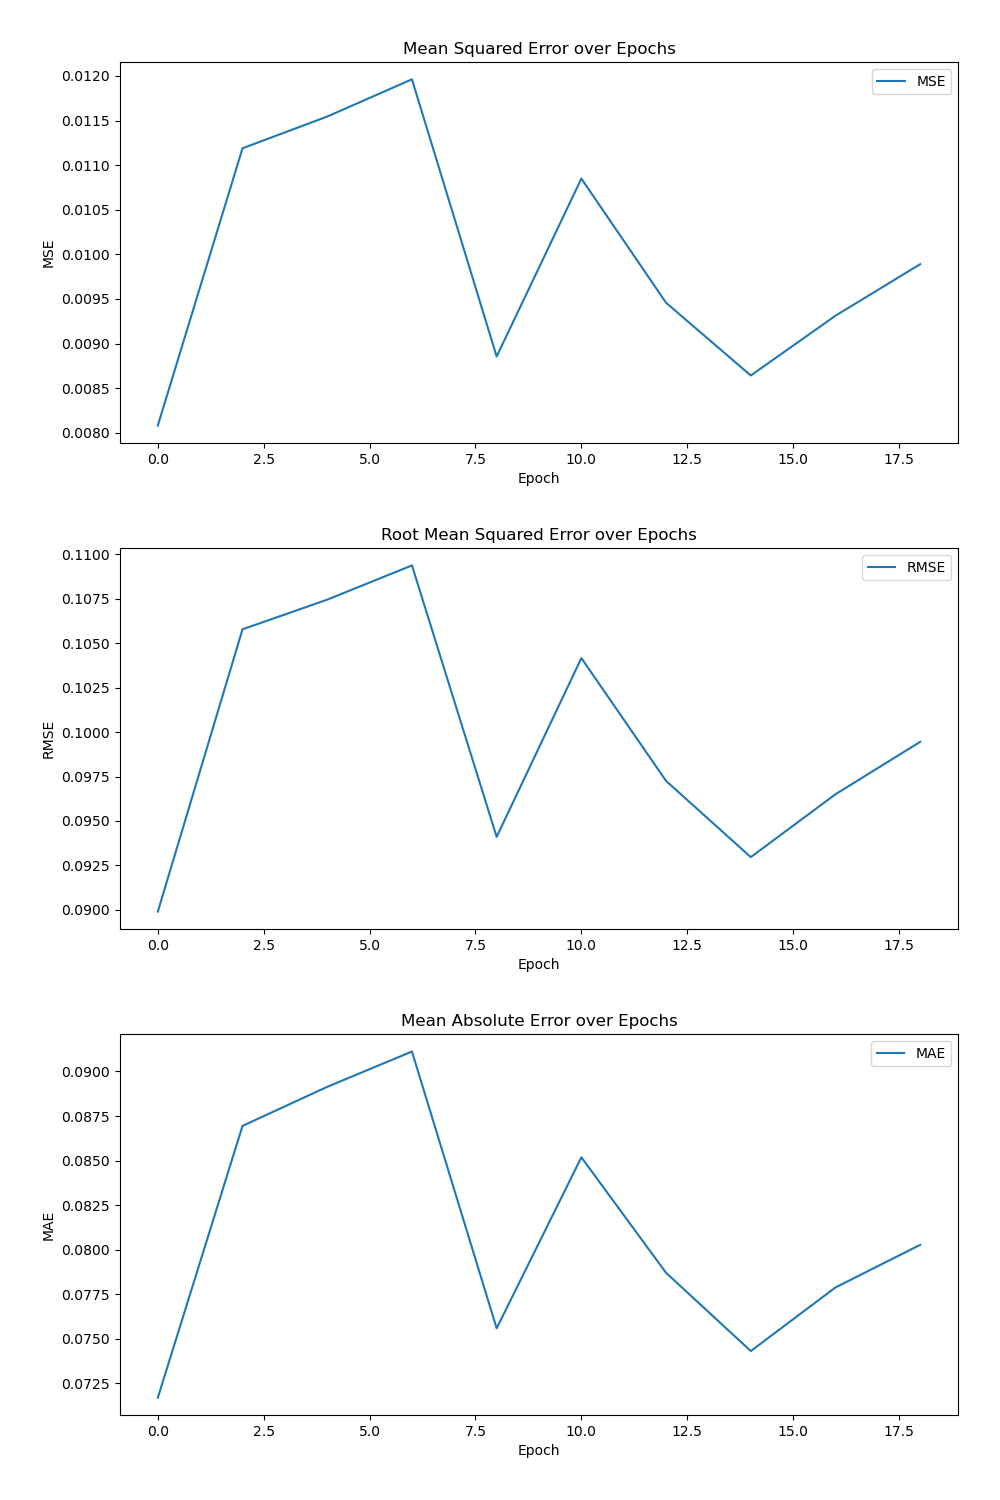 Mean Squared Error over Epochs
MSE
0.0120
0.0115
0.0110
0.0105
0.0100
0.0095
0.0090
0.0085
0.0080
MSE
0.0 2.5 5.0 7.5 10.0 12.5 15.0 17.5
Epoch
Root Mean Squared Error over Epochs
RMSE
0.1100
0.1075
0.1050
0.1025
0.1000
0.0975
0.0950
0.0925
0.0900
RMSE
0.0 2.5 5.0 7.5 10.0 12.5 15.0 17.5
Epoch
Mean Absolute Error over Epochs
MAE
0.0900
0.0875
0.0850
0.0825
0.0800
0.0775
0.0750
0.0725
MAE
0.0 2.5 5.0 7.5 10.0 12.5 15.0 17.5
Epoch